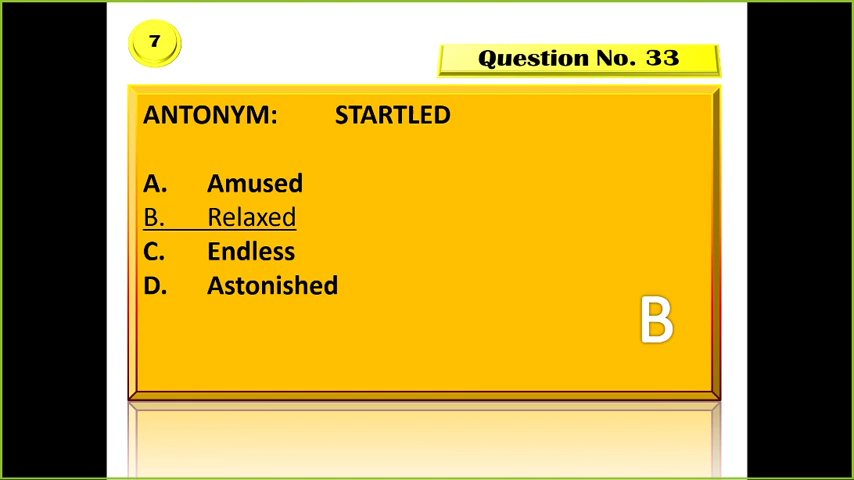 7
Question No. 33
ANTONYM: STARTLED
A. Amused
B. Relaxed
C. Endless
D. Astonished
B